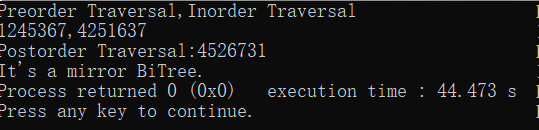 Preorder Traversal,Inorder Traversal
1245367,4251637
Postorder Traversal:4526731
It's a mirror BiTree.
Process returned 0 (0x0)   execution time : 44.473 s
Press any key to continue.